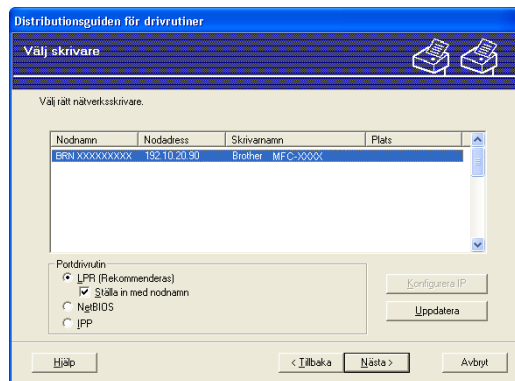 Distributionsguiden för drivrutiner
Välj skrivare
Välj rätt nätverksskrivare.
Nodnamn Nodadress Skrivarnamn Plats
BRN XXXXXXXXX 192.10.20.90 Brother MFC-XXXX
Portdrivrutin
LPR (Rekommenderas)
Ställa in med nodnamn
NetBIOS
IPP
Konfigurera IP
Uppdatera
Hjälp < Tillbaka Nästa > Avbryt